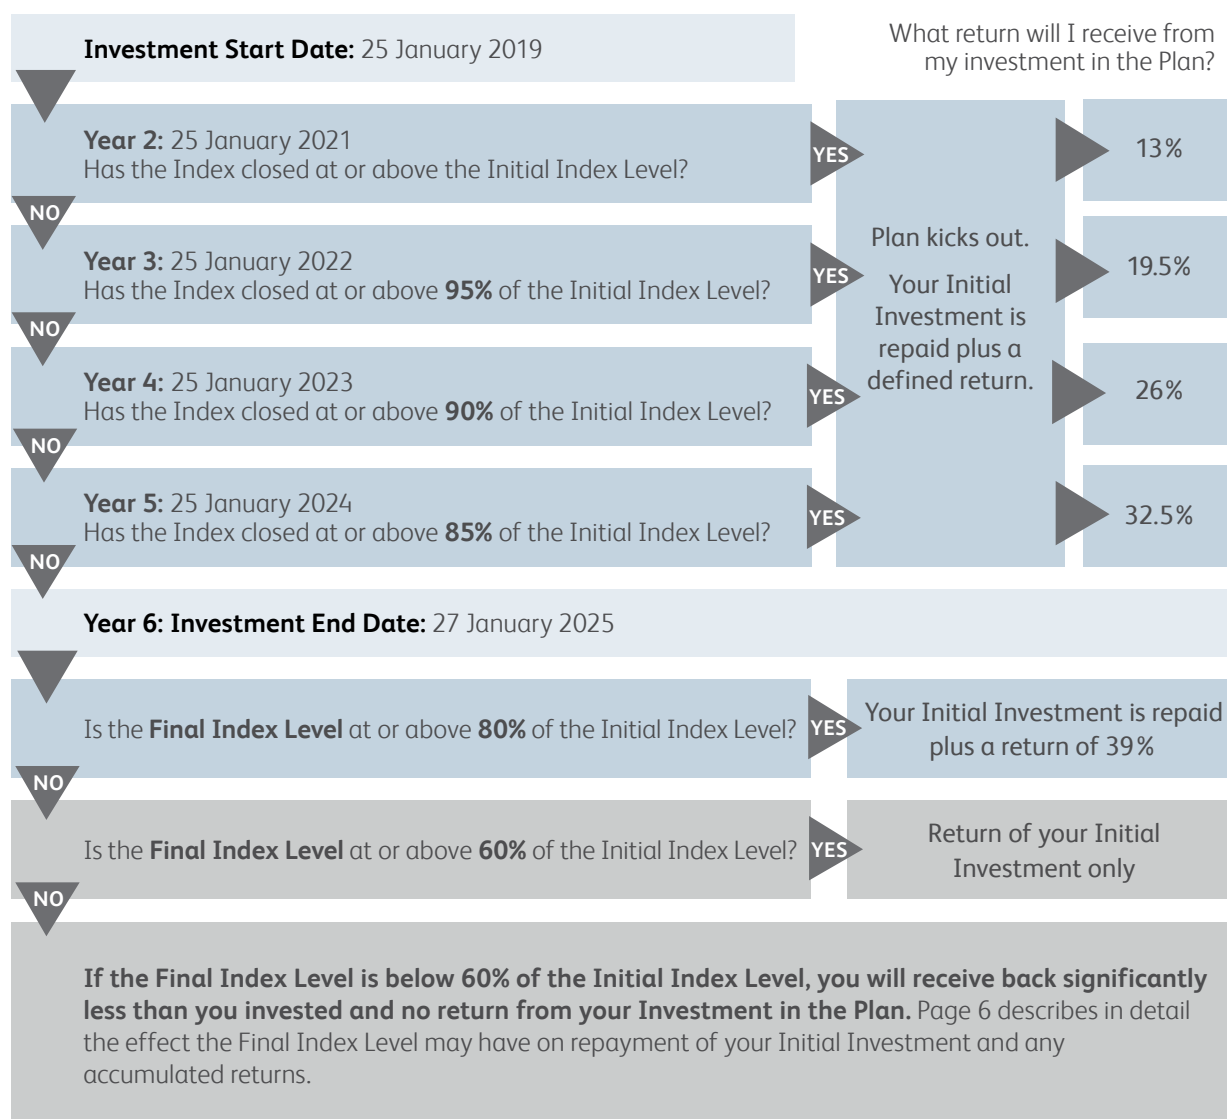 Investment Start Date: 25 January 2019
What return will I receive from
my investment in the Plan?
Year 2: 25 January 2021
Has the Index closed at or above the Initial Index Level?
YES
13%
NO
Year 3: 25 January 2022
Has the Index closed at or above 95% of the Initial Index Level?
YES
19.5%
NO
Year 4: 25 January 2023
Has the Index closed at or above 90% of the Initial Index Level?
YES
26%
NO
Year 5: 25 January 2024
Has the Index closed at or above 85% of the Initial Index Level?
YES
32.5%
Plan kicks out.
Your Initial
Investment is
repaid plus a
defined return.
NO
Year 6: Investment End Date: 27 January 2025
Is the Final Index Level at or above 80% of the Initial Index Level?
YES
Your Initial Investment is repaid
plus a return of 39%
NO
Is the Final Index Level at or above 60% of the Initial Index Level?
YES
Return of your Initial
Investment only
NO
If the Final Index Level is below 60% of the Initial Index Level, you will receive back significantly
less than you invested and no return from your Investment in the Plan. Page 6 describes in detail
the effect the Final Index Level may have on repayment of your Initial Investment and any
accumulated returns.